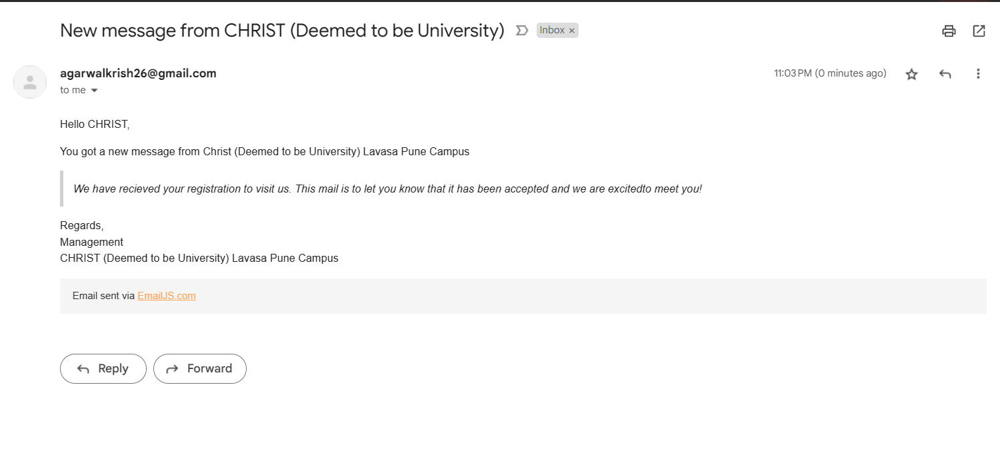 New message from CHRIST (Deemed to be University) Inbox ×
agarwalkrish26@gmail.com 11:03 PM (0 minutes ago)
to me
Hello CHRIST,
You got a new message from Christ (Deemed to be University) Lavasa Pune Campus
We have recieved your registration to visit us. This mail is to let you know that it has been accepted and we are excitedto meet you!
Regards,
Management
CHRIST (Deemed to be University) Lavasa Pune Campus
Email sent via EmailJS.com
Reply Forward